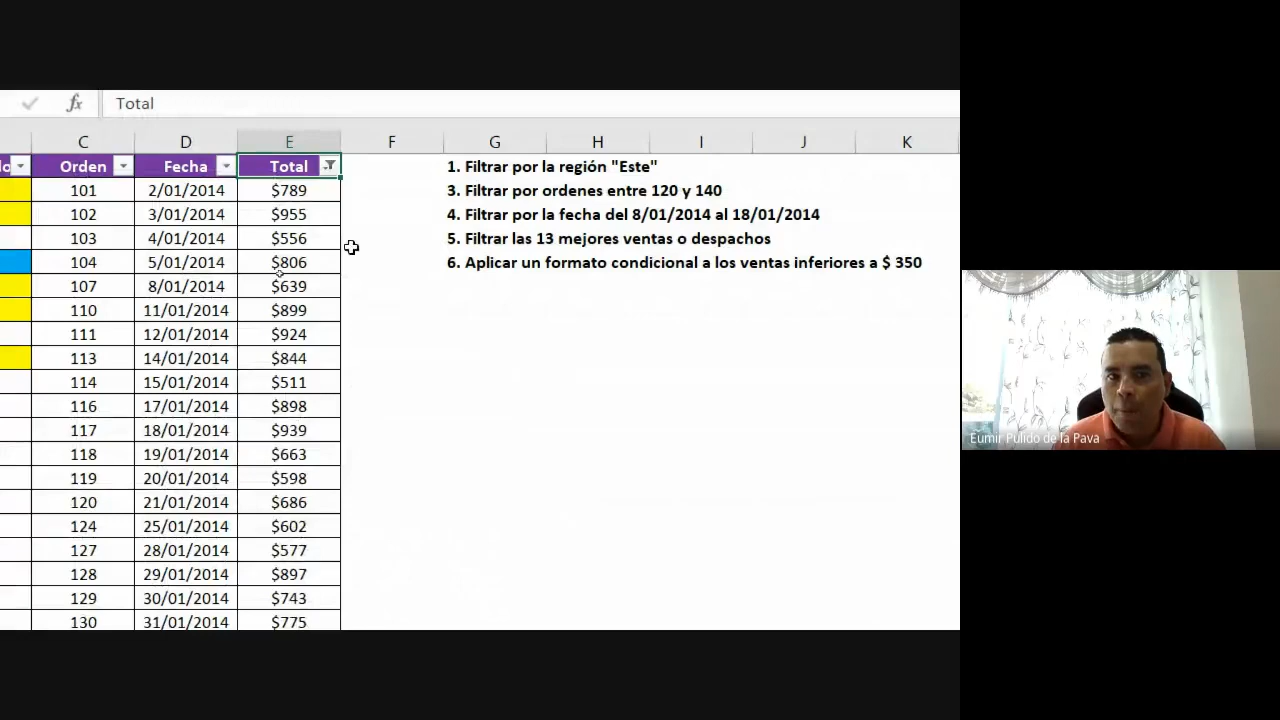 fx Total
C D E F G H I J K
lo Orden Fecha Total
101 2/01/2014 $789
102 3/01/2014 $955
103 4/01/2014 $556
104 5/01/2014 $806
107 8/01/2014 $639
110 11/01/2014 $899
111 12/01/2014 $924
113 14/01/2014 $844
114 15/01/2014 $511
116 17/01/2014 $898
117 18/01/2014 $939
118 19/01/2014 $663
119 20/01/2014 $598
120 21/01/2014 $686
124 25/01/2014 $602
127 28/01/2014 $577
128 29/01/2014 $897
129 30/01/2014 $743
130 31/01/2014 $775
1. Filtrar por la región "Este"
3. Filtrar por ordenes entre 120 y 140
4. Filtrar por la fecha del 8/01/2014 al 18/01/2014
5. Filtrar las 13 mejores ventas o despachos
6. Aplicar un formato condicional a los ventas inferiores a $ 350
Eumir Pulido de la Pava